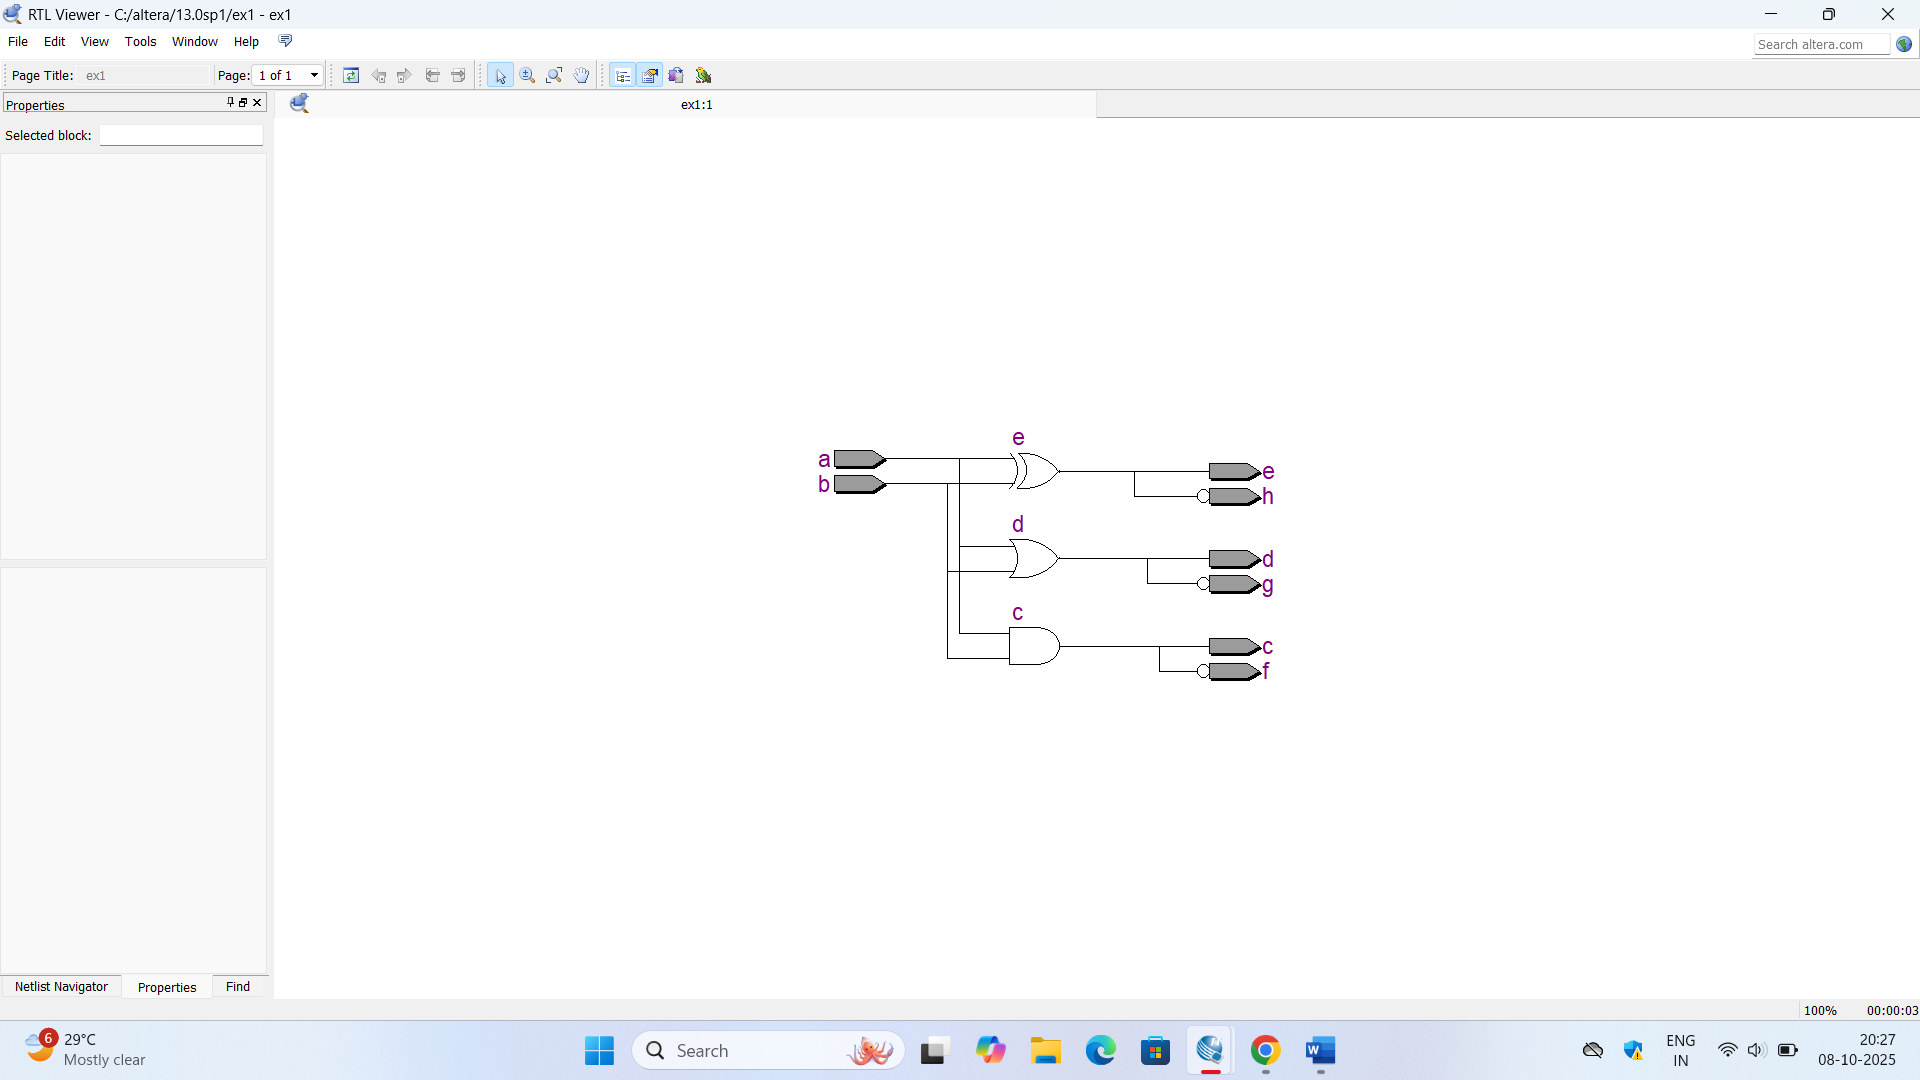 RTL Viewer - C:/altera/13.0sp1/ex1 - ex1
File Edit View Tools Window Help
Search altera.com
Page Title: ex1 Page: 1 of 1
Properties
ex1:1
Selected block:
e
a
e
b
h
d
d
g
c
c
f
Netlist Navigator Properties Find
100% 00:00:03
6
29°C
Mostly clear
Search
W
ENG
IN
20:27
08-10-2025